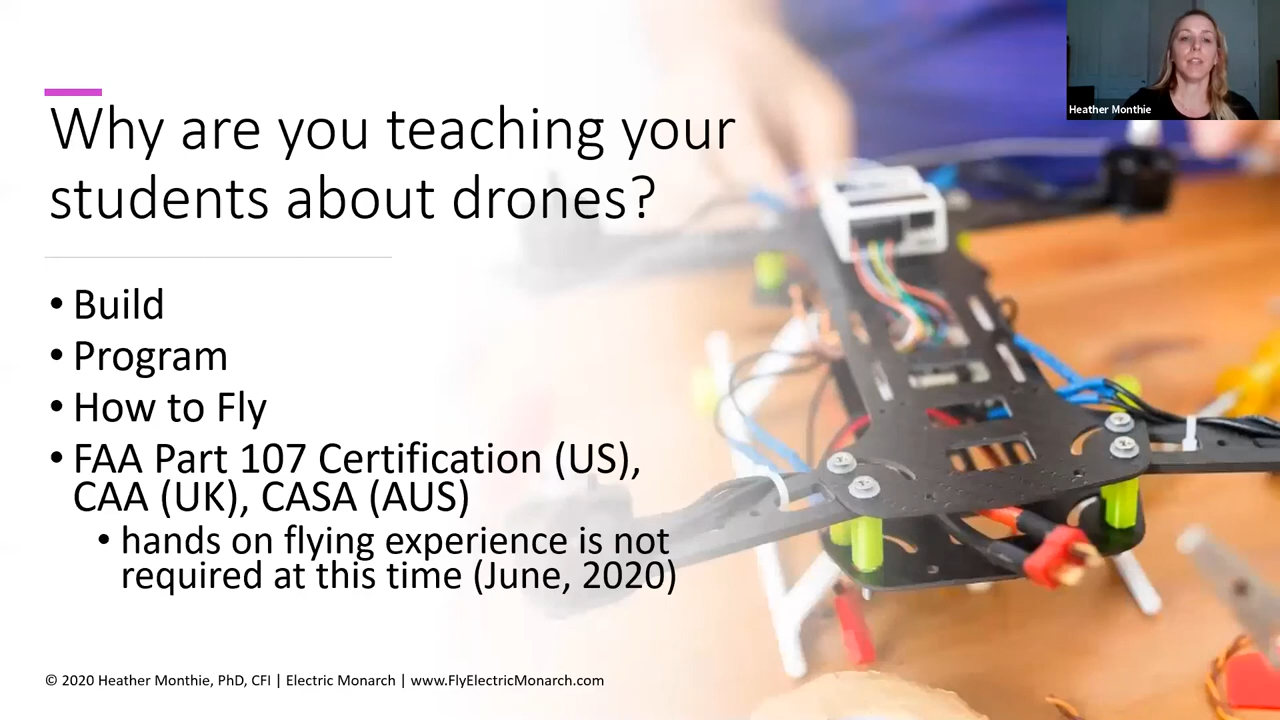 Heather Monthie
Why are you teaching your
students about drones?
• Build
• Program
• How to Fly
• FAA Part 107 Certification (US),
CAA (UK), CASA (AUS)
• hands on flying experience is not
required at this time (June, 2020)
© 2020 Heather Monthie, PhD, CFI | Electric Monarch | www.FlyElectricMonarch.com